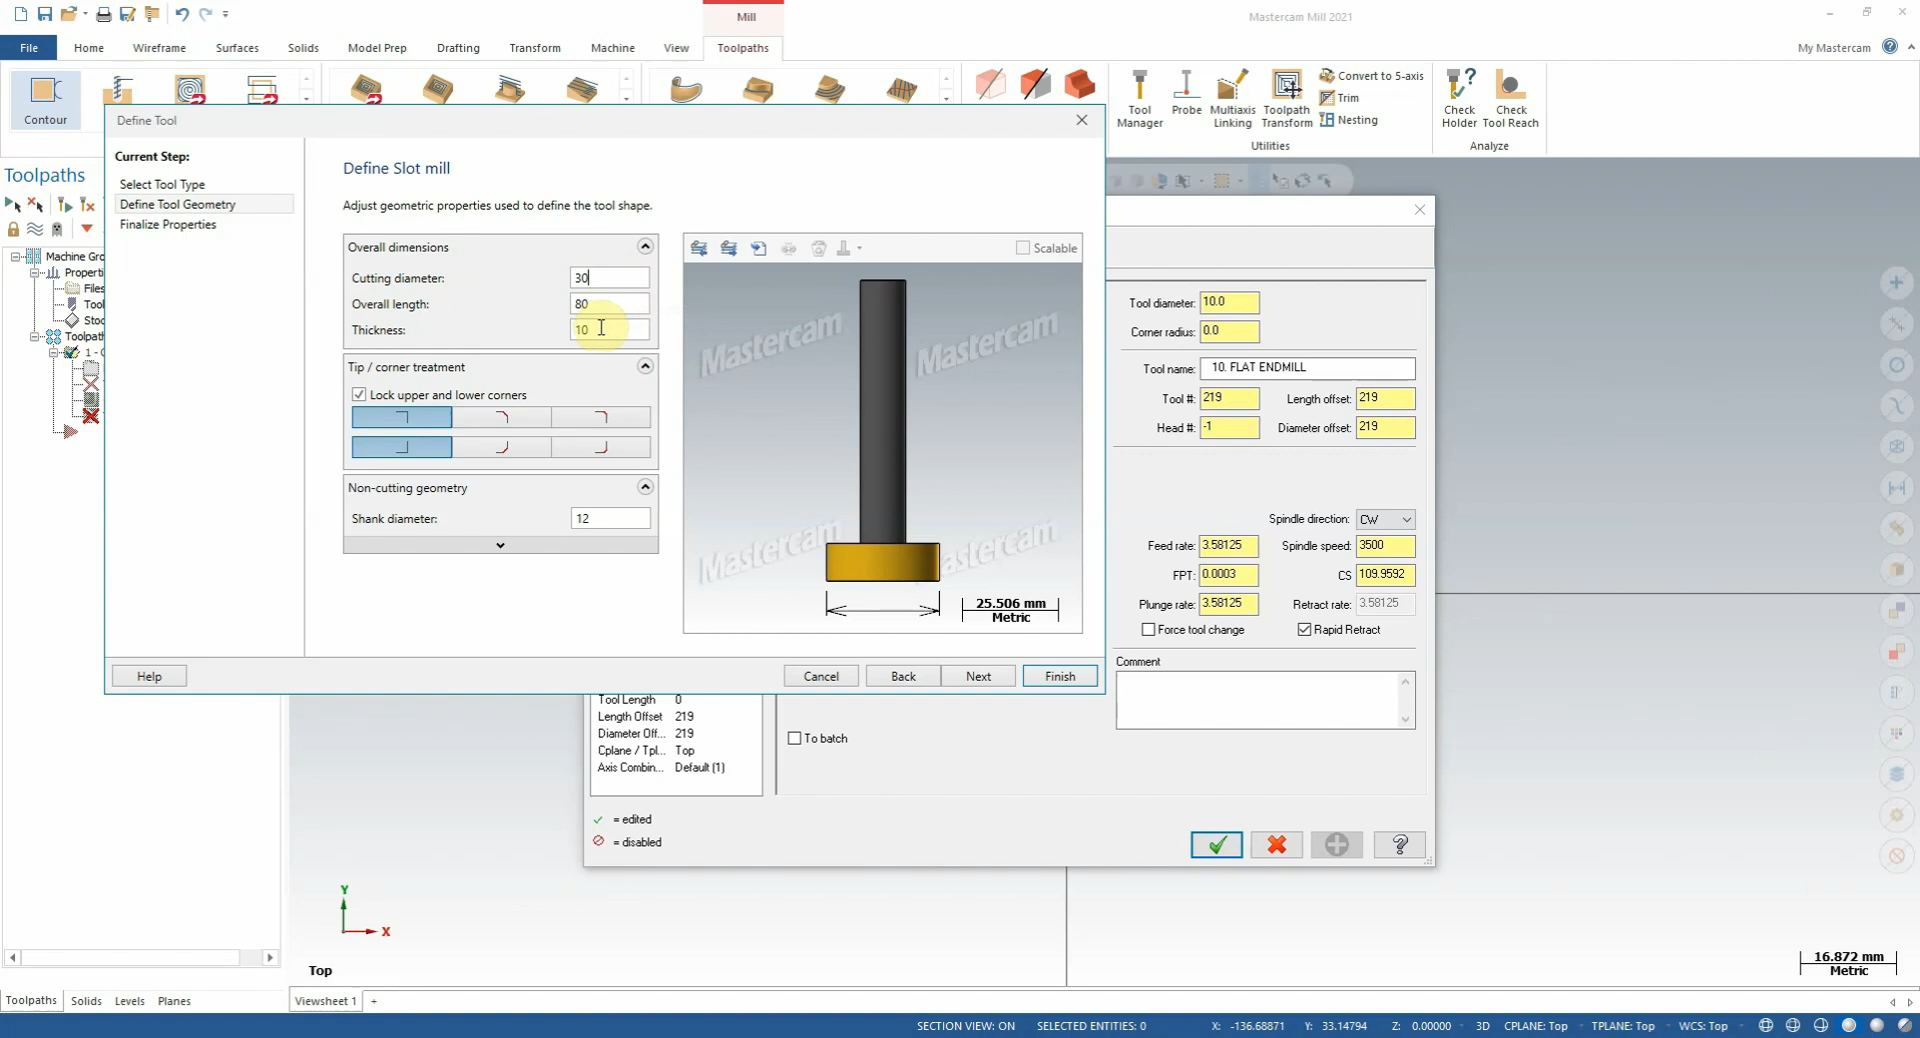 Mill
Mastercam Mill 2021
File
Home
Wireframe
Surfaces
Solids
Model Prep
Drafting
Transform
Machine
View
Toolpaths
My Mastercam
Contour
Tool Manager
Probe
Multiaxis Linking
Toolpath Transform
Convert to 5-axis
Trim
Nesting
Check Holder
Check Tool Reach
Utilities
Analyze
Toolpaths
Machine Gro
Properti
Files
Tool
Stoc
Toolpath
1 - C
Define Tool
Current Step:
Select Tool Type
Define Tool Geometry
Finalize Properties
Define Slot mill
Adjust geometric properties used to define the tool shape.
Overall dimensions
Cutting diameter: 30
Overall length: 80
Thickness: 10
Tip / corner treatment
Lock upper and lower corners
Non-cutting geometry
Shank diameter: 12
Scalable
Mastercam
Mastercam
Mastercam
Mastercam
25.506 mm
Metric
Help
Cancel
Back
Next
Finish
Tool diameter: 10.0
Corner radius: 0.0
Tool name: 10. FLAT ENDMILL
Tool #: 219
Length offset: 219
Head #: -1
Diameter offset: 219
Spindle direction: CW
Feed rate: 3.58125
Spindle speed: 3500
FPT: 0.0003
CS 109.9592
Plunge rate: 3.58125
Retract rate: 3.58125
Force tool change
Rapid Retract
Comment
Tool Length 0
Length Offset 219
Diameter Off... 219
Cplane / Tpl... Top
Axis Combin... Default (1)
To batch
= edited
= disabled
Y
X
Top
16.872 mm
Metric
Toolpaths
Solids
Levels
Planes
Viewsheet 1
+
SECTION VIEW: ON
SELECTED ENTITIES: 0
X: -136.68871
Y: 33.14794
Z: 0.00000
3D
CPLANE: Top
TPLANE: Top
WCS: Top